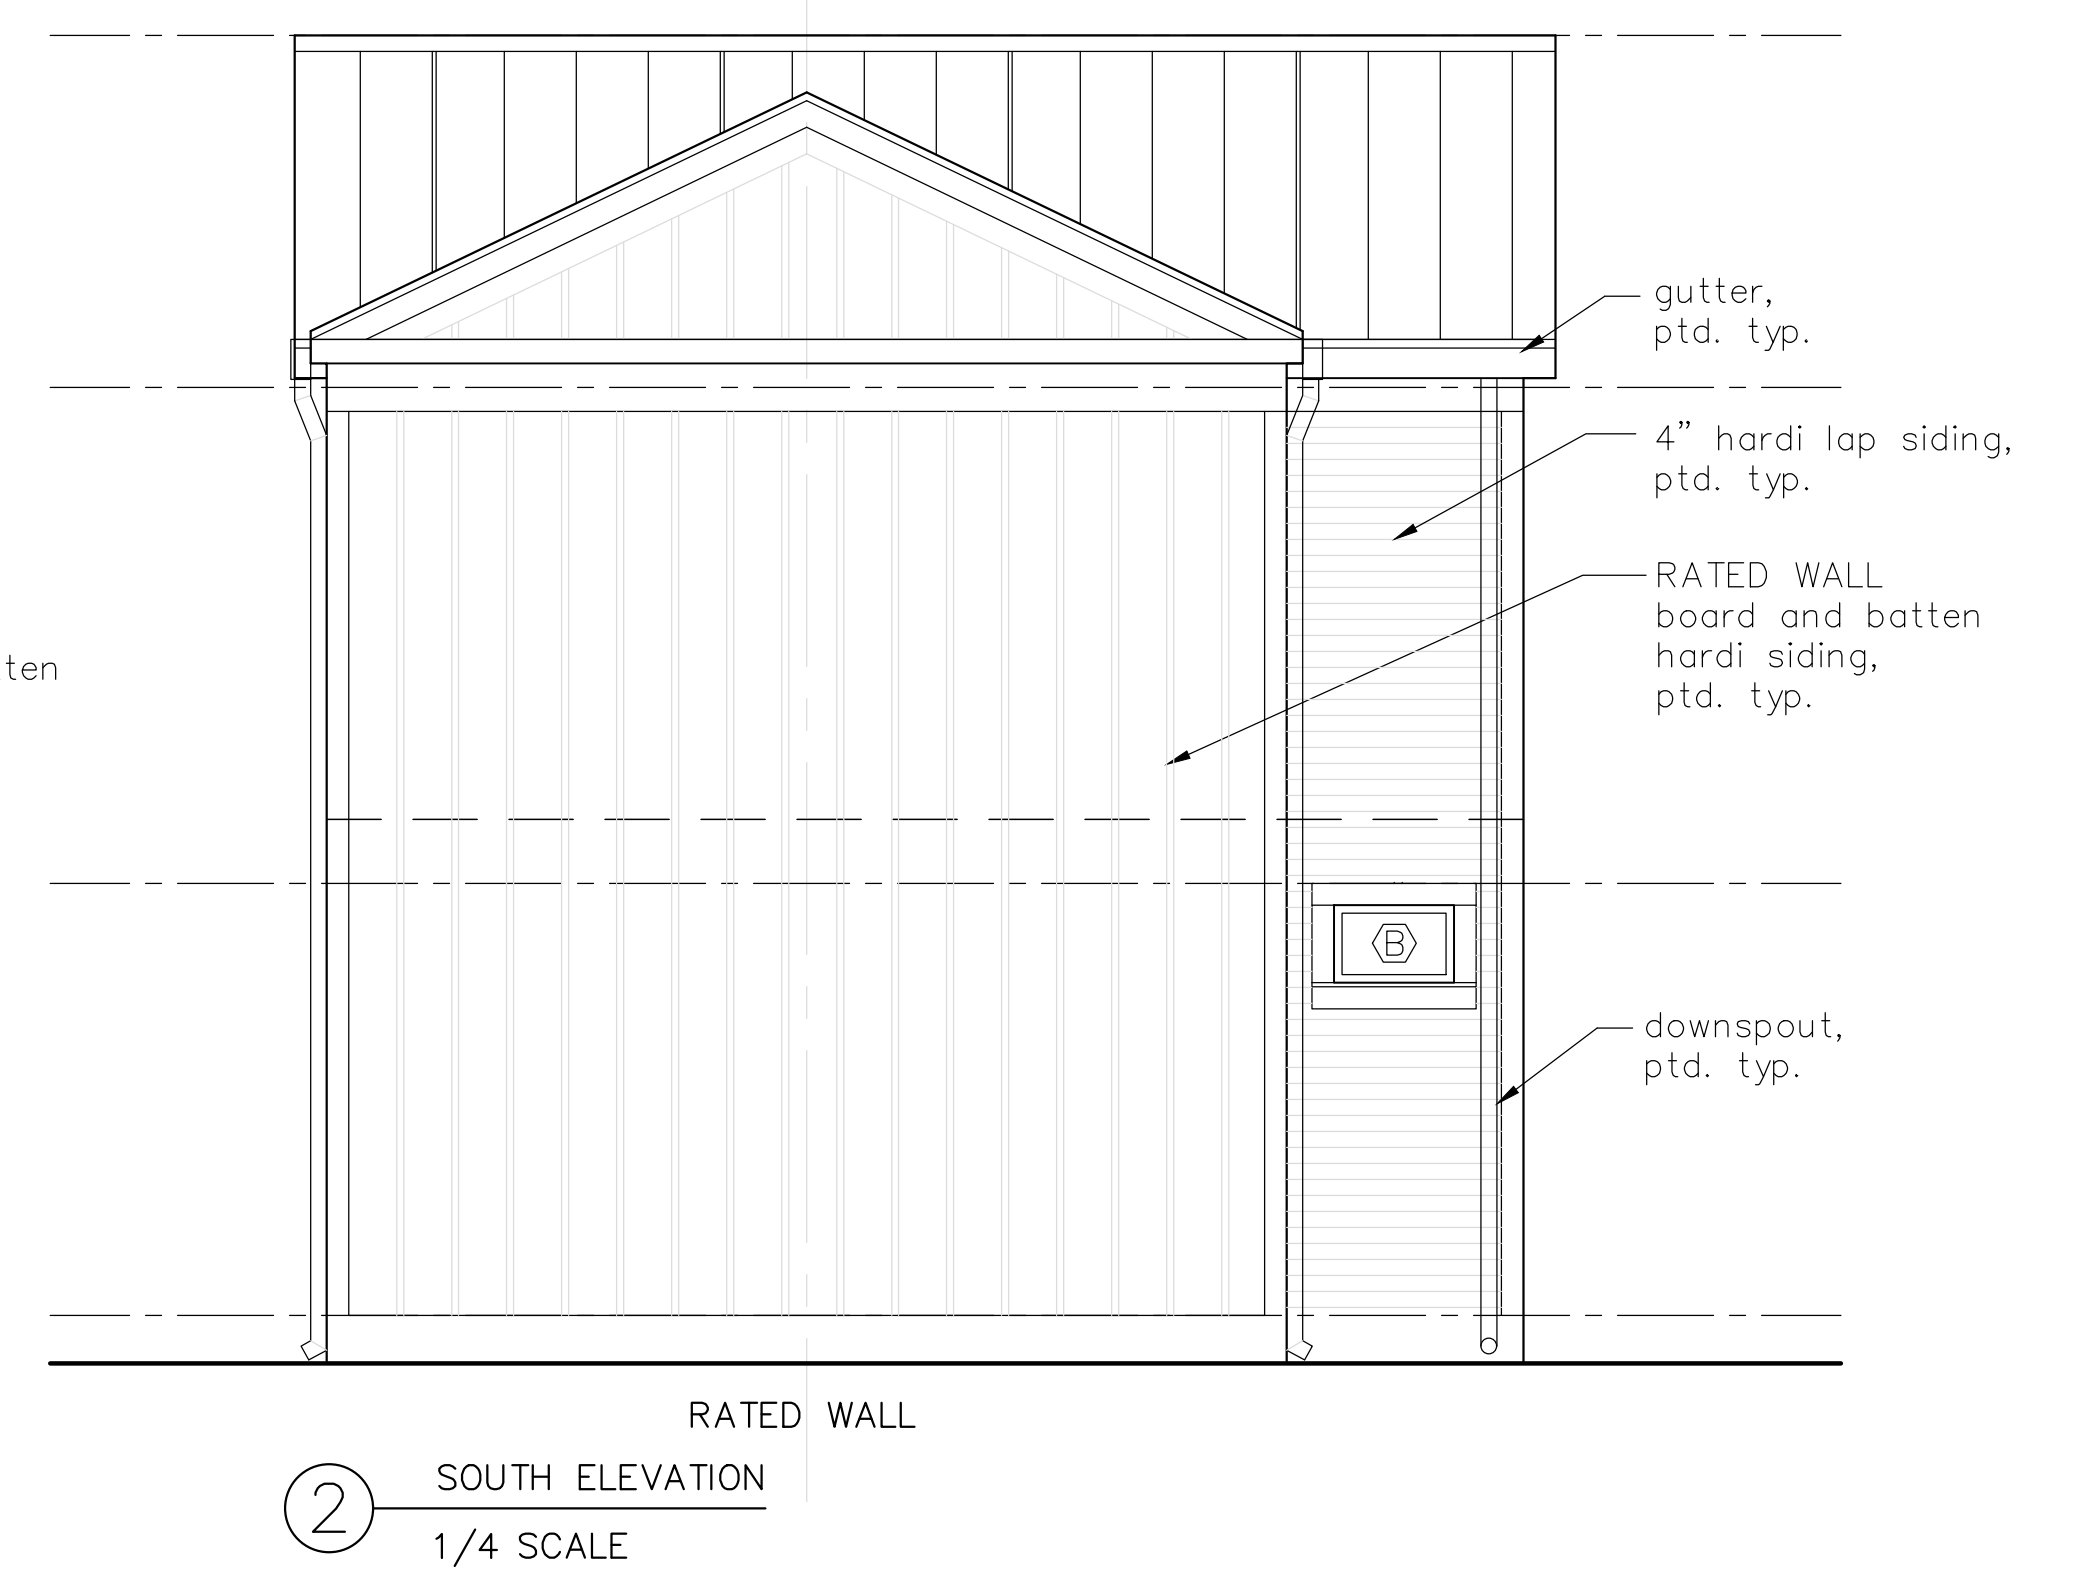 gutter,
ptd. typ.
4” hardi lap siding,
ptd. typ.
RATED WALL
board and batten
hardi siding,
ptd. typ.
ten
B
downspout,
ptd. typ.
RATED WALL
2
SOUTH ELEVATION
1/4 SCALE